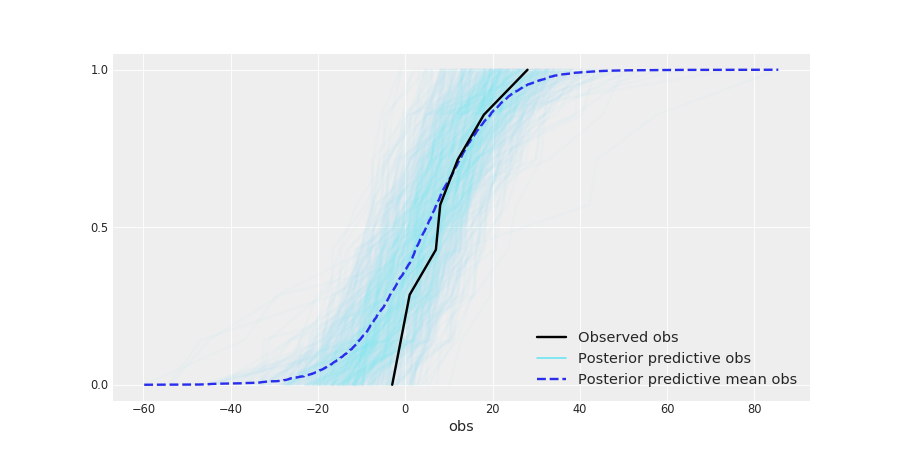 1.0
0.5
0.0
−60 −40 −20 0 20 40 60 80
obs
Observed obs
Posterior predictive obs
Posterior predictive mean obs